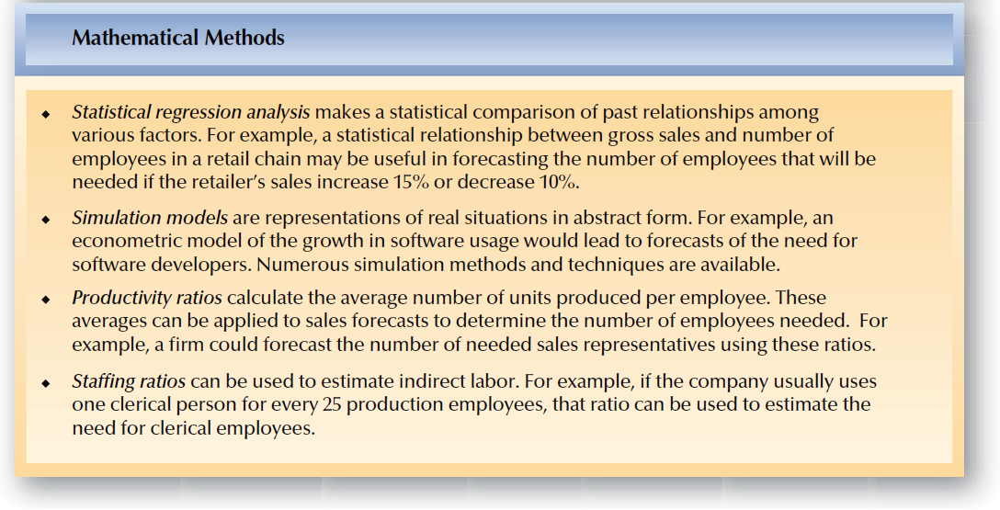 Mathematical Methods
◆ Statistical regression analysis makes a statistical comparison of past relationships among
various factors. For example, a statistical relationship between gross sales and number of
employees in a retail chain may be useful in forecasting the number of employees that will be
needed if the retailer’s sales increase 15% or decrease 10%.
◆ Simulation models are representations of real situations in abstract form. For example, an
econometric model of the growth in software usage would lead to forecasts of the need for
software developers. Numerous simulation methods and techniques are available.
◆ Productivity ratios calculate the average number of units produced per employee. These
averages can be applied to sales forecasts to determine the number of employees needed.  For
example, a firm could forecast the number of needed sales representatives using these ratios.
◆ Staffing ratios can be used to estimate indirect labor. For example, if the company usually uses
one clerical person for every 25 production employees, that ratio can be used to estimate the
need for clerical employees.